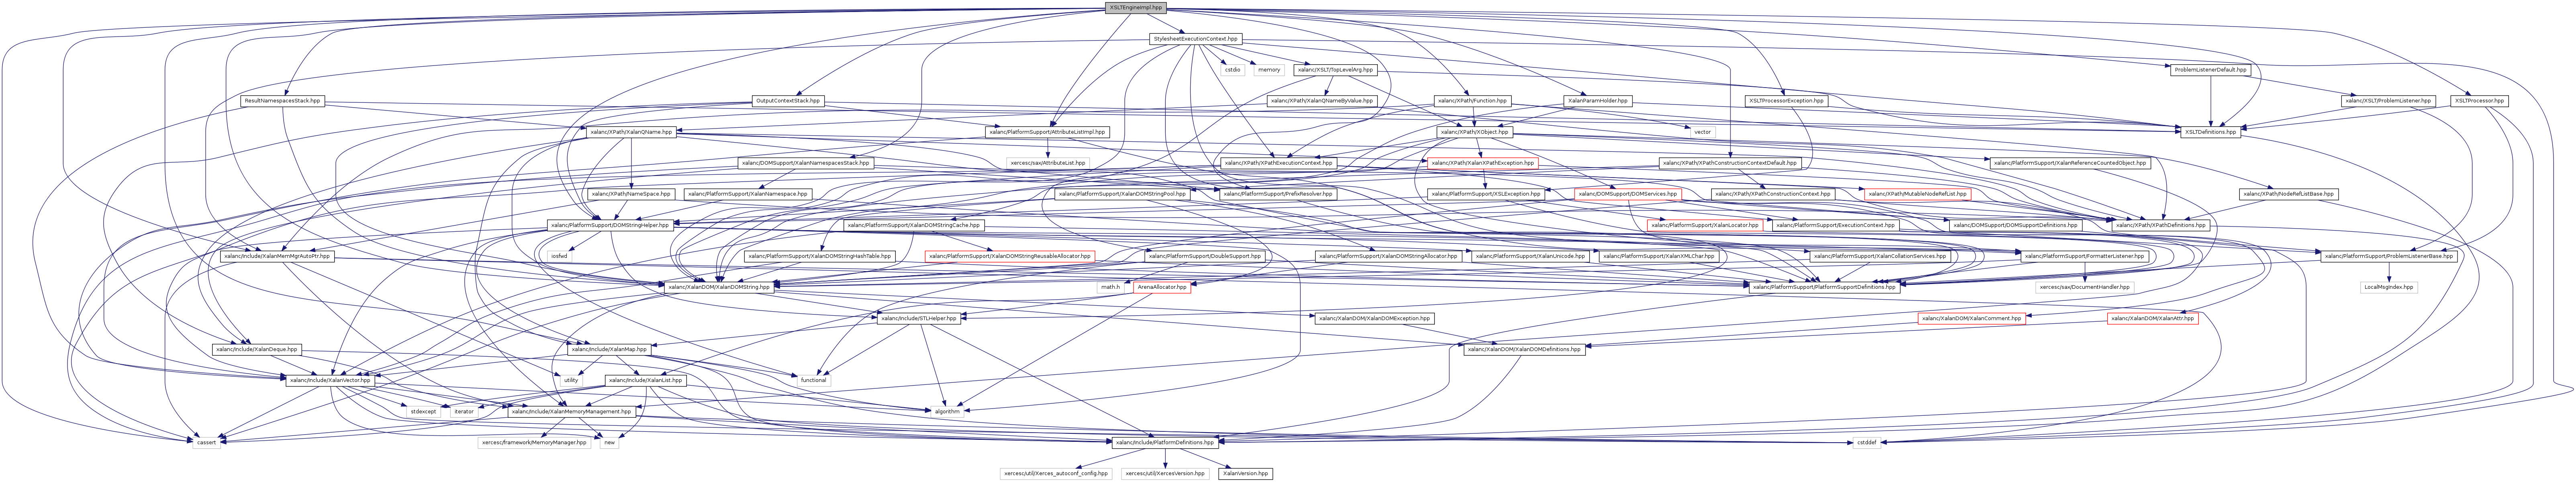 XSLTEngineImpl.hpp
StylesheetExecutionContext.hpp
cstdio
memory
xalanc/XSLT/TopLevelArg.hpp
ProblemListenerDefault.hpp
ResultNamespacesStack.hpp
OutputContextStack.hpp
xalanc/XPath/XalanQNameByValue.hpp
xalanc/XPath/Function.hpp
XalanParamHolder.hpp
XSLTProcessorException.hpp
xalanc/XSLT/ProblemListener.hpp
XSLTProcessor.hpp
xalanc/XPath/XalanQName.hpp
xalanc/PlatformSupport/AttributeListImpl.hpp
xalanc/XPath/XObject.hpp
vector
XSLTDefinitions.hpp
xercesc/sax/AttributeList.hpp
xalanc/DOMSupport/XalanNamespacesStack.hpp
xalanc/XPath/XPathExecutionContext.hpp
xalanc/XPath/XalanXPathException.hpp
xalanc/XPath/XPathConstructionContextDefault.hpp
xalanc/PlatformSupport/XalanReferenceCountedObject.hpp
xalanc/XPath/NameSpace.hpp
xalanc/PlatformSupport/XalanNamespace.hpp
xalanc/PlatformSupport/PrefixResolver.hpp
xalanc/PlatformSupport/XalanDOMStringPool.hpp
xalanc/PlatformSupport/XSLException.hpp
xalanc/DOMSupport/DOMServices.hpp
xalanc/XPath/XPathConstructionContext.hpp
xalanc/XPath/MutableNodeRefList.hpp
xalanc/XPath/NodeRefListBase.hpp
xalanc/PlatformSupport/DOMStringHelper.hpp
xalanc/PlatformSupport/XalanDOMStringCache.hpp
xalanc/PlatformSupport/XalanLocator.hpp
xalanc/PlatformSupport/ExecutionContext.hpp
xalanc/DOMSupport/DOMSupportDefinitions.hpp
xalanc/XPath/XPathDefinitions.hpp
xalanc/Include/XalanMemMgrAutoPtr.hpp
iosfwd
xalanc/PlatformSupport/XalanDOMStringHashTable.hpp
xalanc/PlatformSupport/XalanDOMStringReusableAllocator.hpp
xalanc/PlatformSupport/DoubleSupport.hpp
xalanc/PlatformSupport/XalanDOMStringAllocator.hpp
xalanc/PlatformSupport/XalanUnicode.hpp
xalanc/PlatformSupport/XalanXMLChar.hpp
xalanc/PlatformSupport/XalanCollationServices.hpp
xalanc/PlatformSupport/FormatterListener.hpp
xalanc/PlatformSupport/ProblemListenerBase.hpp
xalanc/XalanDOM/XalanDOMString.hpp
math.h
ArenaAllocator.hpp
xalanc/PlatformSupport/PlatformSupportDefinitions.hpp
xercesc/sax/DocumentHandler.hpp
LocalMsgIndex.hpp
xalanc/Include/STLHelper.hpp
xalanc/XalanDOM/XalanDOMException.hpp
xalanc/XalanDOM/XalanComment.hpp
xalanc/XalanDOM/XalanAttr.hpp
xalanc/Include/XalanDeque.hpp
xalanc/Include/XalanMap.hpp
xalanc/XalanDOM/XalanDOMDefinitions.hpp
xalanc/Include/XalanVector.hpp
utility
xalanc/Include/XalanList.hpp
functional
stdexcept
iterator
xalanc/Include/XalanMemoryManagement.hpp
algorithm
cassert
xercesc/framework/MemoryManager.hpp
new
xalanc/Include/PlatformDefinitions.hpp
cstddef
xercesc/util/Xerces_autoconf_config.hpp
xercesc/util/XercesVersion.hpp
XalanVersion.hpp